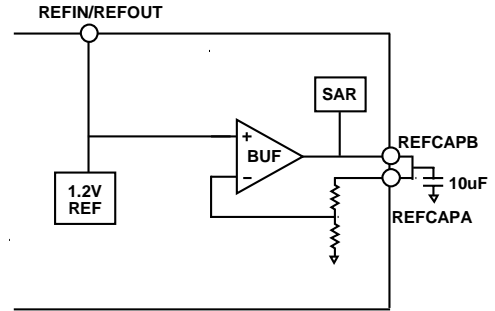 REFIN/REFOUT
SAR
REFCAPB
+
BUF
−
1.2V
REF
10uF
REFCAPA